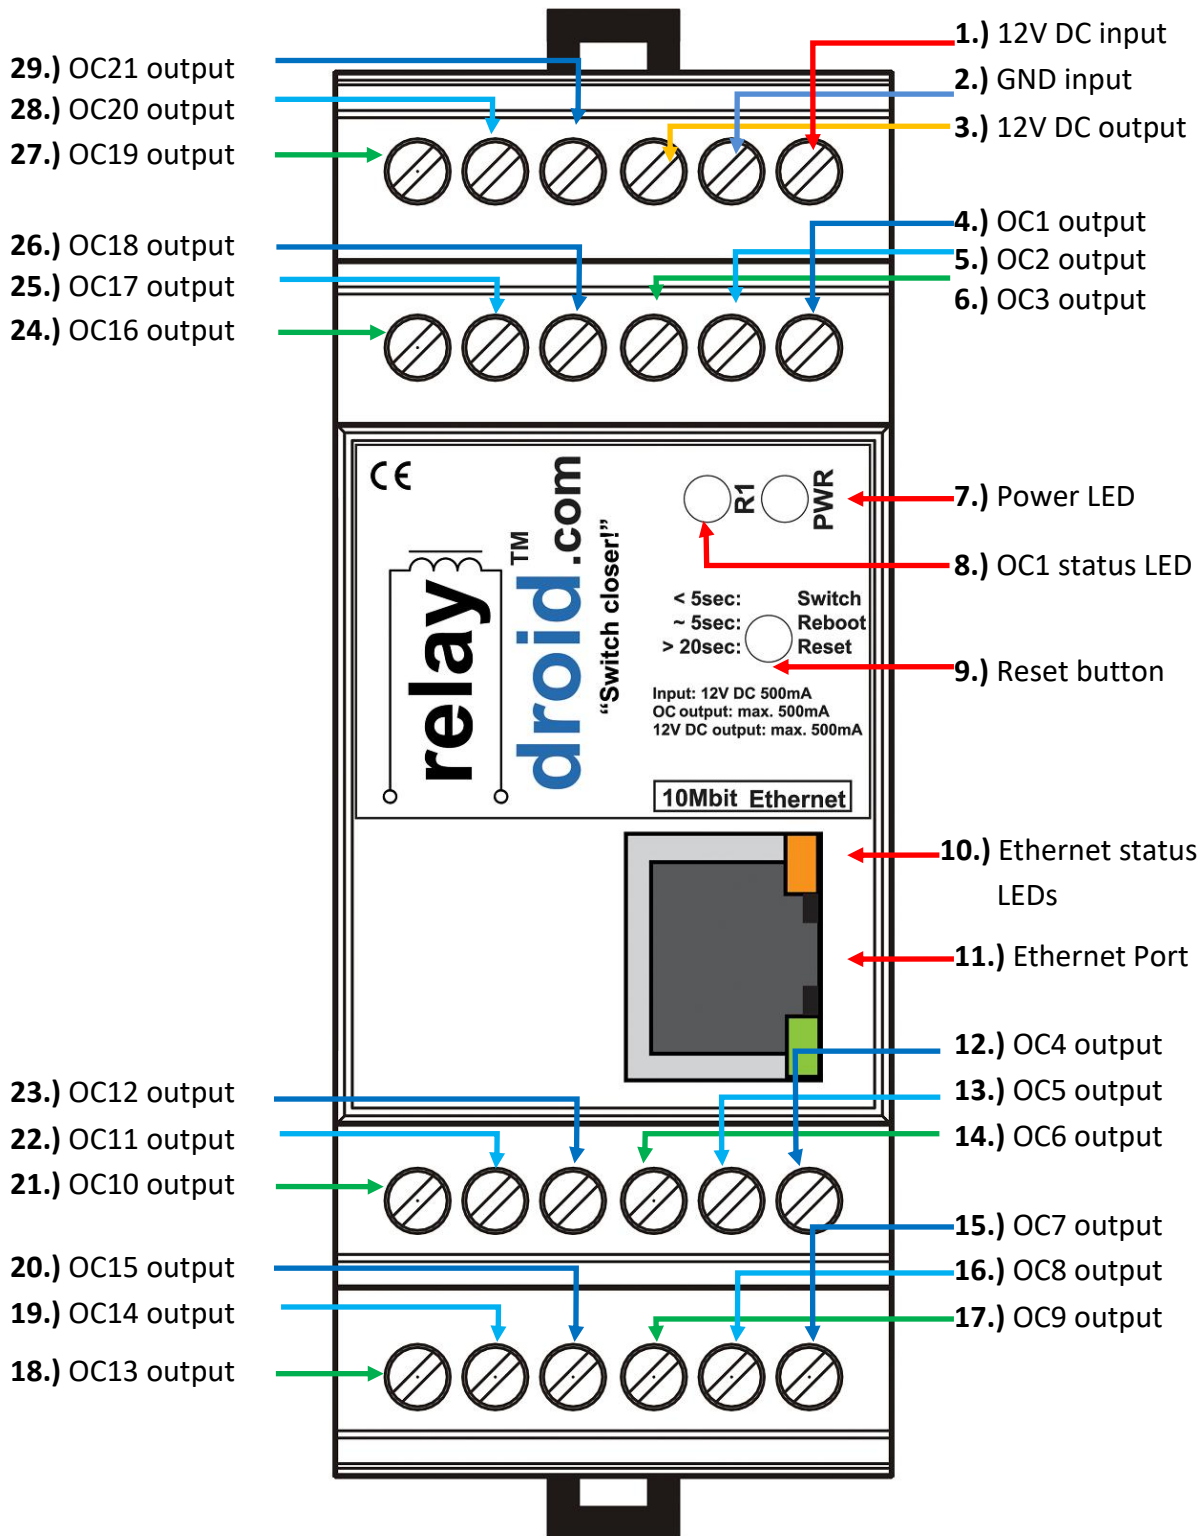 29.) OC21 output
28.) OC20 output
27.) OC19 output
26.) OC18 output
25.) OC17 output
24.) OC16 output
1.) 12V DC input
2.) GND input
3.) 12V DC output
4.) OC1 output
5.) OC2 output
6.) OC3 output
CE
relay
droid.com
TM
“Switch closer!”
R1
PWR
7.) Power LED
8.) OC1 status LED
< 5sec: Switch
~ 5sec: Reboot
> 20sec: Reset
9.) Reset button
Input: 12V DC 500mA
OC output: max. 500mA
12V DC output: max. 500mA
10Mbit Ethernet
10.) Ethernet status
LEDs
11.) Ethernet Port
12.) OC4 output
13.) OC5 output
14.) OC6 output
15.) OC7 output
16.) OC8 output
17.) OC9 output
23.) OC12 output
22.) OC11 output
21.) OC10 output
20.) OC15 output
19.) OC14 output
18.) OC13 output